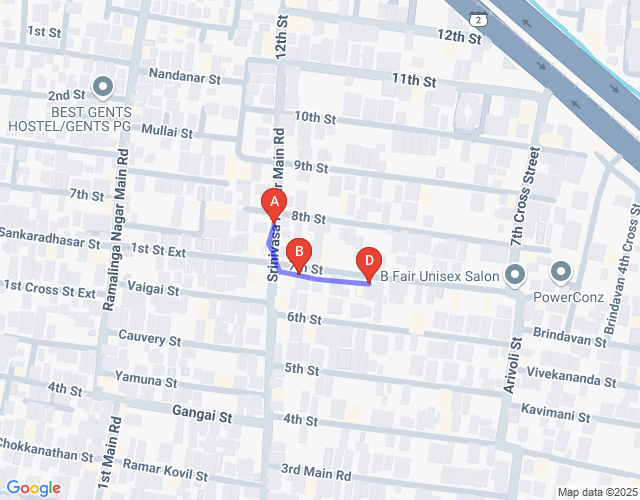 1st St
12th St
12th St
2
Nandanar St
11th St
2nd St
BEST GENTS
HOSTEL/GENTS PG
10th St
Mullai St
Ramalinga Nagar Main Rd
Main Rd
9th St
7th Cross Street
7th St
A
8th St
Brindavan 4th Cross St
Sankaradhasar St
1st St Ext
B
7th St
D
B Fair Unisex Salon
PowerConz
1st Cross St Ext
Vaigai St
6th St
Brindavan St
Cauvery St
Arivoli St
5th St
Vivekananda St
Yamuna St
4th St
Gangai St
Kavimani St
4th St
1st Main Rd
Chokkanathan St
Ramar Kovil St
3rd Main Rd
Google
Map data ©2025